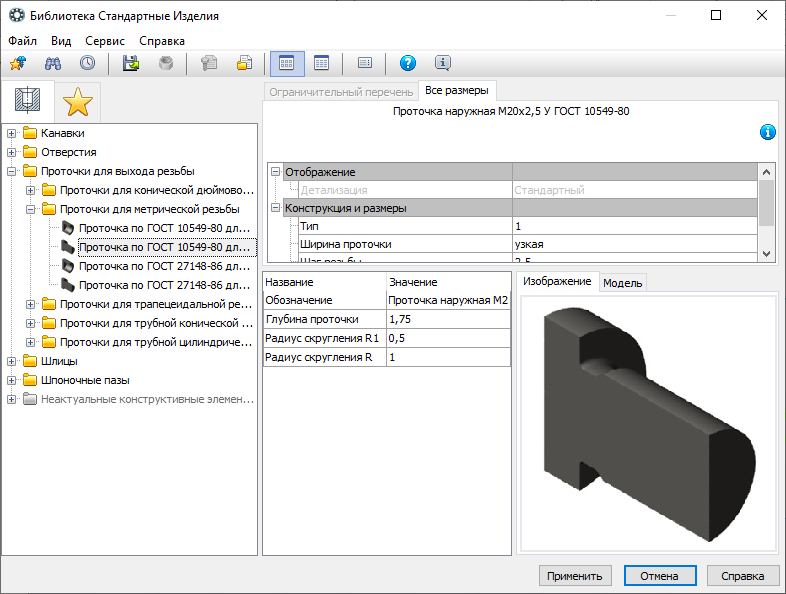 Библиотека Стандартные Изделия
Файл Вид Сервис Справка
Ограничительный перечень Все размеры
Проточка наружная М20х2,5 У ГОСТ 10549-80
Канавки
Отверстия
Проточки для выхода резьбы
Проточки для конической дюймово...
Проточки для метрической резьбы
Проточка по ГОСТ 10549-80 дл...
Проточка по ГОСТ 10549-80 дл...
Проточка по ГОСТ 27148-86 дл...
Проточка по ГОСТ 27148-86 дл...
Проточки для трапецеидальной ре...
Проточки для трубной конической ...
Проточки для трубной цилиндриче...
Шлицы
Шпоночные пазы
Неактуальные конструктивные элемен...
Отображение
Детализация Стандартный
Конструкция и размеры
Тип 1
Ширина проточки узкая
Шаг резьбы 2,5
Название Значение
Обозначение Проточка наружная М2
Глубина проточки 1,75
Радиус скругления R1 0,5
Радиус скругления R 1
Изображение Модель
Применить Отмена Справка